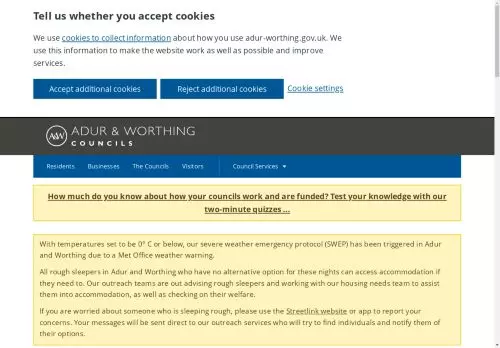 Tell us whether you accept cookies
We use cookies to collect information about how you use adur-worthing.gov.uk. We
use this information to make the website work as well as possible and improve
services.
Accept additional cookies
Reject additional cookies
Cookie settings
A&W
ADUR & WORTHING
COUNCILS
Residents
Businesses
The Councils
Visitors
Council Services
How much do you know about how your councils work and are funded? Test your knowledge with our
two-minute quizzes ...
With temperatures set to be 0° C or below, our severe weather emergency protocol (SWEP) has been triggered in Adur
and Worthing due to a Met Office weather warning.
All rough sleepers in Adur and Worthing who have no alternative option for these nights can access accommodation if
they need to. Our outreach teams are out advising rough sleepers and working with our housing needs team to assist
them into accommodation, as well as checking on their welfare.
If you are worried about someone who is sleeping rough, please use the Streetlink website or app to report your
concerns. Your messages will be sent direct to our outreach services who will try to find individuals and notify them of
their options.